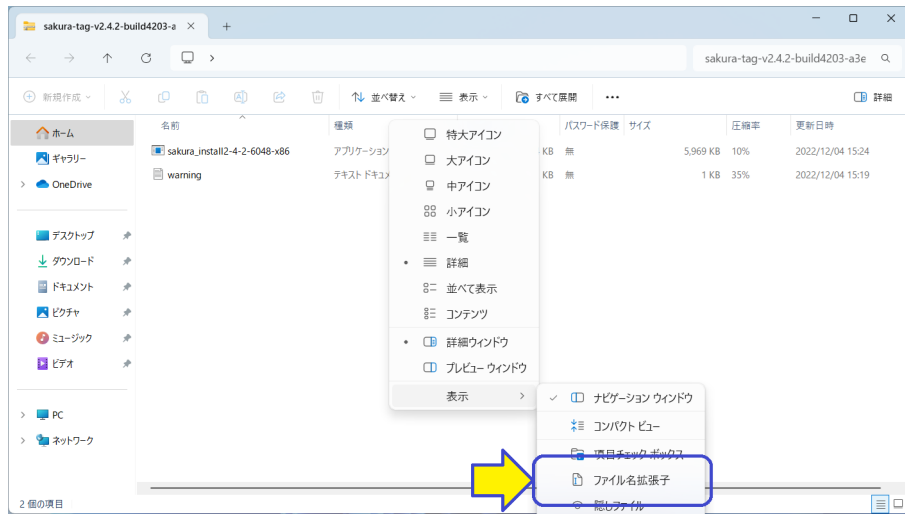 sakura-tag-v2.4.2-build4203-a
sakura-tag-v2.4.2-build4203-a3e
新規作成
並べ替え
表示
すべて展開
詳細
名前
種類
パスワード保護
サイズ
圧縮率
更新日時
sakura_install2-4-2-6048-x86
アプリケーション
KB
無
5,969 KB
10%
2022/12/04 15:24
warning
テキスト ドキュメ
KB
無
1 KB
35%
2022/12/04 15:19
ホーム
ギャラリー
OneDrive
デスクトップ
ダウンロード
ドキュメント
ピクチャ
ミュージック
ビデオ
PC
ネットワーク
特大アイコン
大アイコン
中アイコン
小アイコン
一覧
詳細
並べて表示
コンテンツ
詳細ウィンドウ
プレビュー ウィンドウ
表示
ナビゲーション ウィンドウ
コンパクト ビュー
項目チェック ボックス
ファイル名拡張子
隠しファイル
2 個の項目